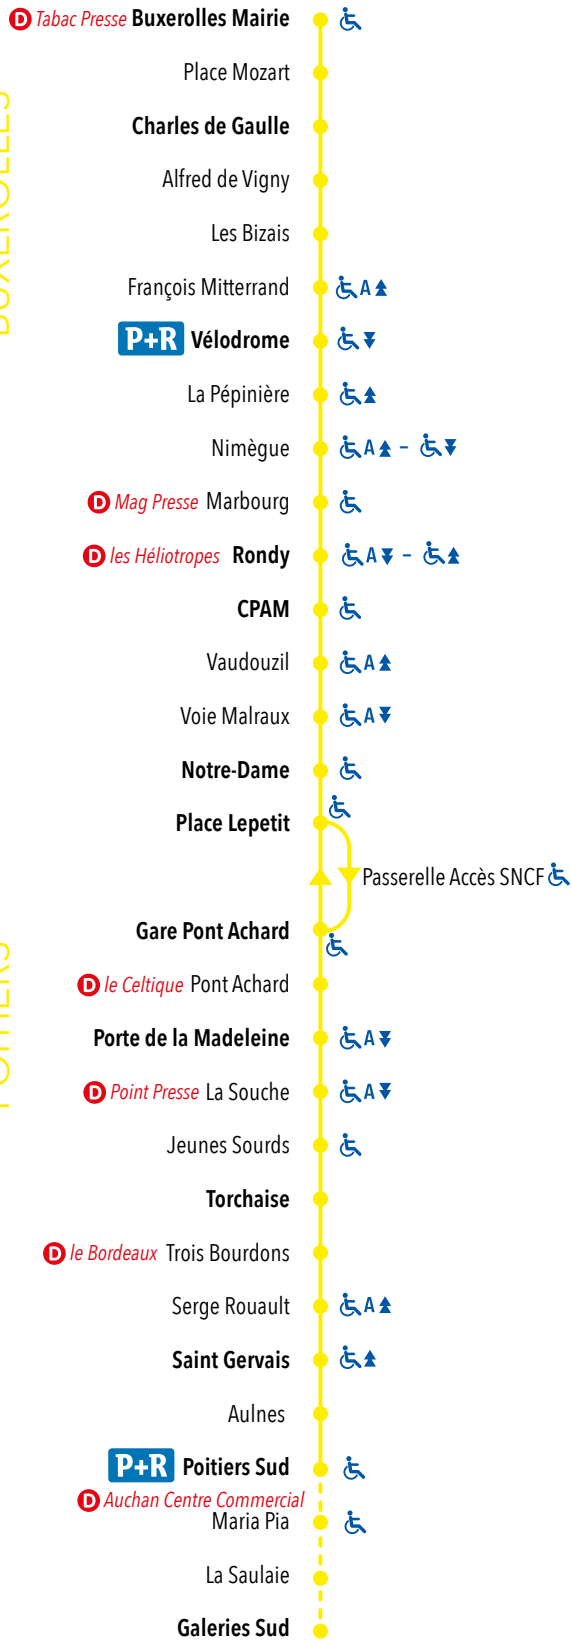 D Tabac Presse Buxerolles Mairie
Place Mozart
Charles de Gaulle
Alfred de Vigny
Les Bizais
François Mitterrand A
P+R Vélodrome
La Pépinière
Nimègue A –
D Mag Presse Marbourg
D les Héliotropes Rondy A –
CPAM
Vaudouzil A
Voie Malraux A
Notre-Dame
Place Lepetit
Passerelle Accès SNCF
Gare Pont Achard
D le Celtique Pont Achard
Porte de la Madeleine A
D Point Presse La Souche A
Jeunes Sourds
Torchaise
D le Bordeaux Trois Bourdons
Serge Rouault A
Saint Gervais
Aulnes
P+R Poitiers Sud
D Auchan Centre Commercial
Maria Pia
La Saulaie
Galeries Sud
BUXEROLLES
POITIERS